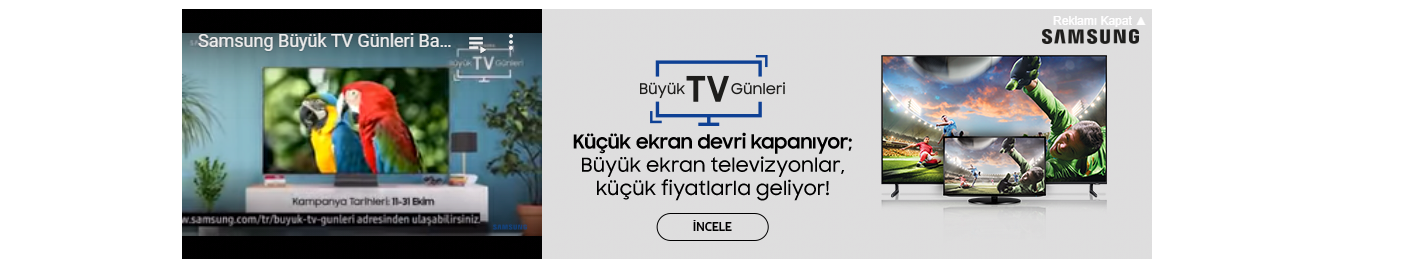 Samsung Büyük TV Günleri Ba...
Büyük TV Günleri
Kampanya Tarihleri: 11-31 Ekim
w.samsung.com/tr/buyuk-tv-gunleri adresinden ulaşabilirsiniz.
SAMSUNG
Büyük TV Günleri
Küçük ekran devri kapanıyor;
Büyük ekran televizyonlar,
küçük fiyatlarla geliyor!
İNCELE
Reklamı Kapat ▲
SAMSUNG